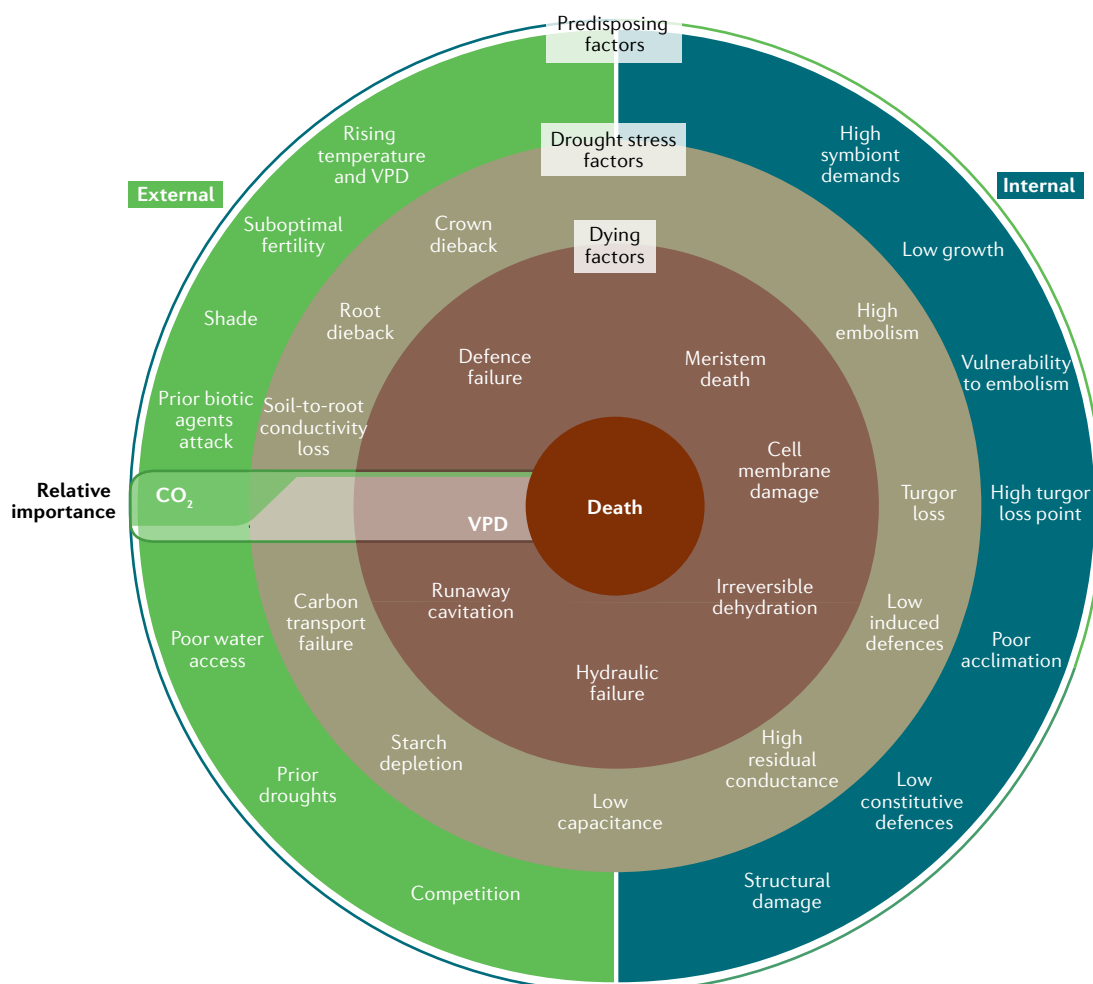 Predisposing
factors
Drought stress
factors
Dying
factors
External
Internal
Rising
temperature
and VPD
Suboptimal
fertility
Shade
Prior biotic
agents
attack
Relative
importance
CO₂
VPD
Poor water
access
Prior
droughts
Competition
High
symbiont
demands
Low growth
Vulnerability
to embolism
High turgor
loss point
Poor
acclimation
Low
constitutive
defences
Structural
damage
Crown
dieback
Root
dieback
Soil-to-root
conductivity
loss
Carbon
transport
failure
Starch
depletion
Low
capacitance
High
residual
conductance
Low
induced
defences
Turgor
loss
High
embolism
Defence
failure
Meristem
death
Cell
membrane
damage
Irreversible
dehydration
Hydraulic
failure
Runaway
cavitation
Death